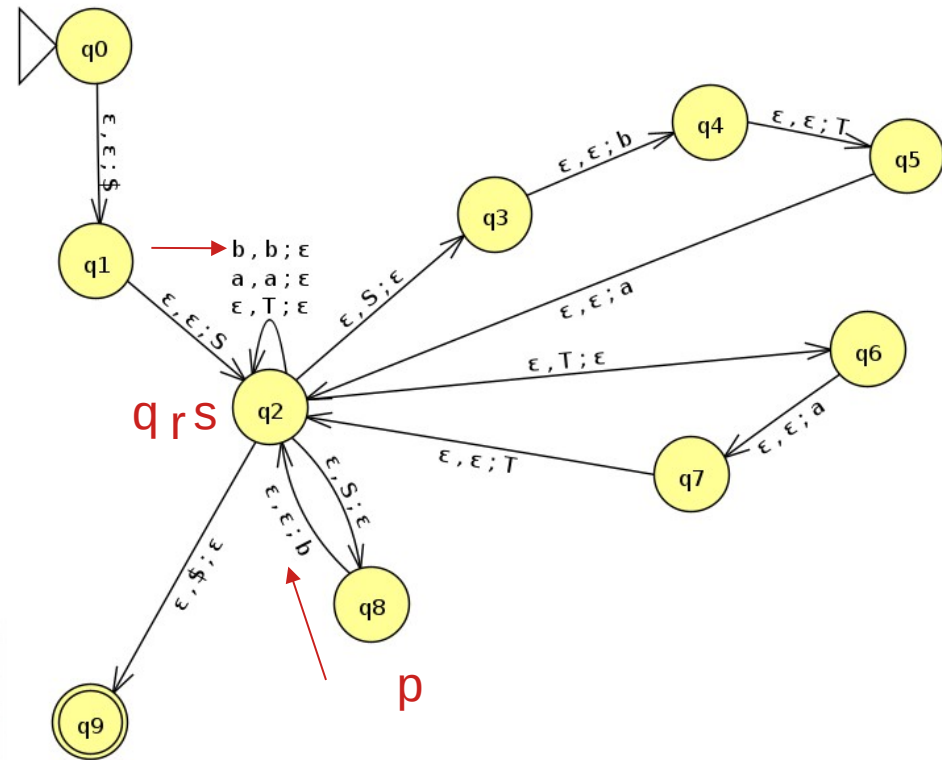 q0
ε,ε;$
q1
b,b;ε
a,a;ε
ε,T;ε
ε,ε;S
ε,S;ε
q3
ε,ε;b
q4
ε,ε;T
q5
ε,ε;a
q r s
q2
ε,T;ε
q6
ε,ε;a
q7
ε,ε;T
ε,S;ε
ε,ε;b
q8
p
ε,$;ε
q9